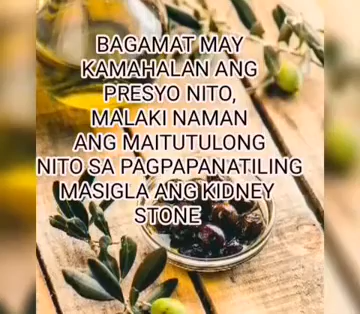 BAGAMAT MAY
KAMAHALAN ANG
PRESYO NITO,
MALAKI NAMAN
ANG MAITUTULONG
NITO SA PAGPAPANATILING
MASIGLA ANG KIDNEY
STONE